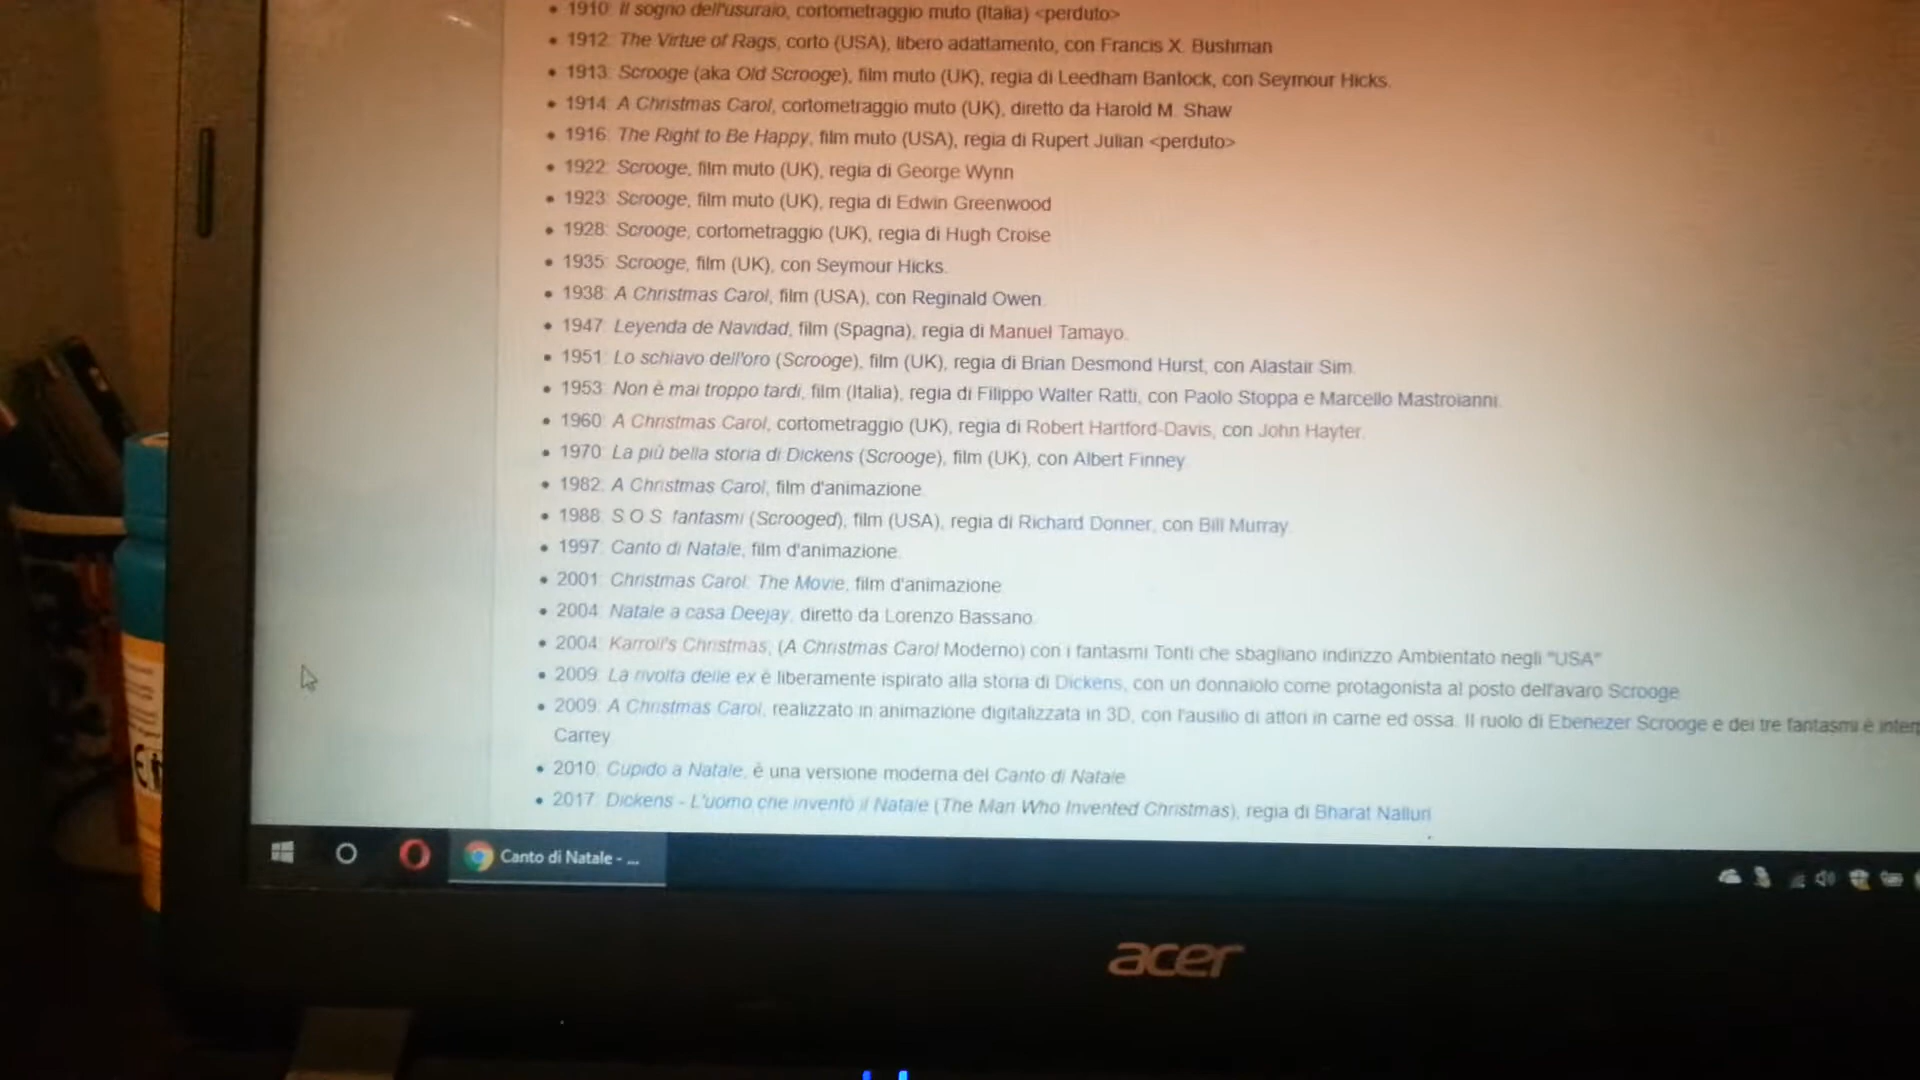 • 1910: Il sogno dell'usuraio, cortometraggio muto (Italia) <perduto>
• 1912: The Virtue of Rags, corto (USA), libero adattamento, con Francis X. Bushman
• 1913: Scrooge (aka Old Scrooge), film muto (UK), regia di Leedham Bantock, con Seymour Hicks.
• 1914: A Christmas Carol, cortometraggio muto (UK), diretto da Harold M. Shaw
• 1916: The Right to Be Happy, film muto (USA), regia di Rupert Julian <perduto>
• 1922: Scrooge, film muto (UK), regia di George Wynn
• 1923: Scrooge, film muto (UK), regia di Edwin Greenwood
• 1928: Scrooge, cortometraggio (UK), regia di Hugh Croise
• 1935: Scrooge, film (UK), con Seymour Hicks.
• 1938: A Christmas Carol, film (USA), con Reginald Owen.
• 1947: Leyenda de Navidad, film (Spagna), regia di Manuel Tamayo.
• 1951: Lo schiavo dell'oro (Scrooge), film (UK), regia di Brian Desmond Hurst, con Alastair Sim.
• 1953: Non è mai troppo tardi, film (Italia), regia di Filippo Walter Ratti, con Paolo Stoppa e Marcello Mastroianni.
• 1960: A Christmas Carol, cortometraggio (UK), regia di Robert Hartford-Davis, con John Hayter.
• 1970: La più bella storia di Dickens (Scrooge), film (UK), con Albert Finney
• 1982: A Christmas Carol, film d'animazione.
• 1988: S.O.S. fantasmi (Scrooged), film (USA), regia di Richard Donner, con Bill Murray.
• 1997: Canto di Natale, film d'animazione.
• 2001: Christmas Carol: The Movie, film d'animazione.
• 2004: Natale a casa Deejay, diretto da Lorenzo Bassano.
• 2004: Karroll's Christmas, (A Christmas Carol Moderno) con i fantasmi Tonti che sbagliano indirizzo Ambientato negli "USA"
• 2009: La rivolta delle ex è liberamente ispirato alla storia di Dickens, con un donnaiolo come protagonista al posto dell'avaro Scrooge.
• 2009: A Christmas Carol, realizzato in animazione digitalizzata in 3D, con l'ausilio di attori in carne ed ossa. Il ruolo di Ebenezer Scrooge e dei tre fantasmi è
Carrey.
• 2010: Cupido a Natale, è una versione moderna del Canto di Natale
• 2017: Dickens - L'uomo che inventò il Natale (The Man Who Invented Christmas), regia di Bharat Nalluri
Canto di Natale - ...
acer